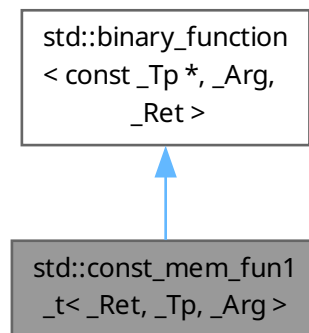 std::binary_function
< const _Tp *, _Arg,
_Ret >
std::const_mem_fun1
_t< _Ret, _Tp, _Arg >